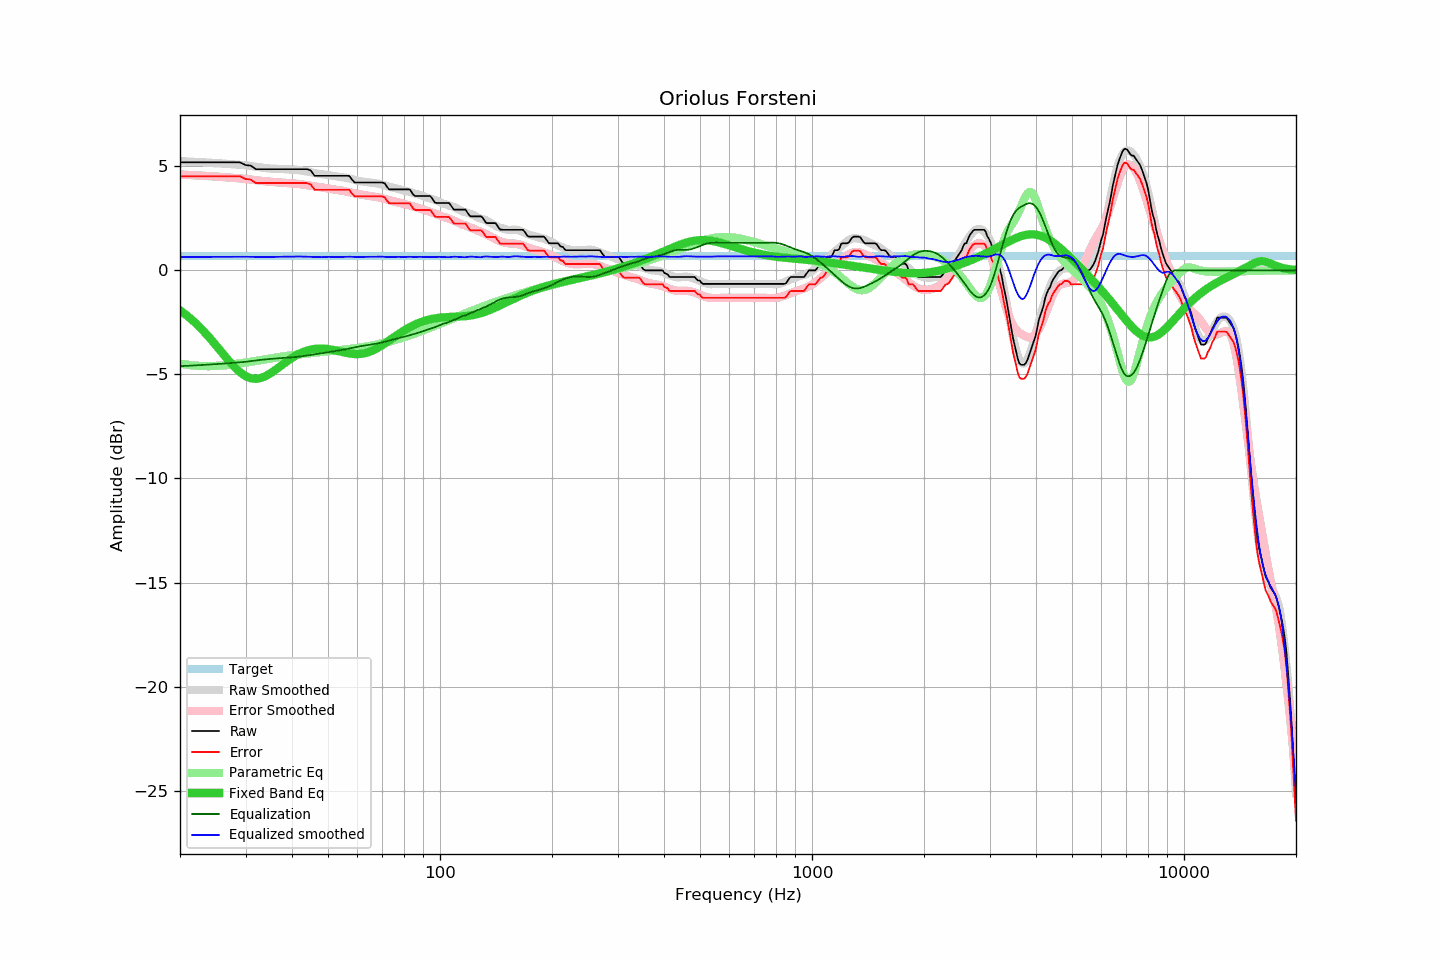 Oriolus Forsteni
5
0
−5
−10
−15
−20
−25
Amplitude (dBr)
Target
Raw Smoothed
Error Smoothed
Raw
Error
Parametric Eq
Fixed Band Eq
Equalization
Equalized smoothed
100
1000
10000
Frequency (Hz)